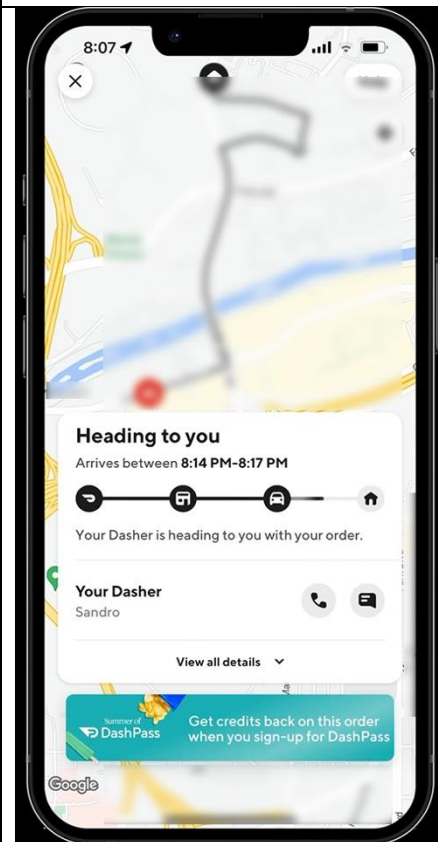 8:07
Heading to you
Arrives between 8:14 PM-8:17 PM
Your Dasher is heading to you with your order.
Your Dasher
Sandro
View all details
Summer of
DashPass
Get credits back on this order
when you sign-up for DashPass
Google